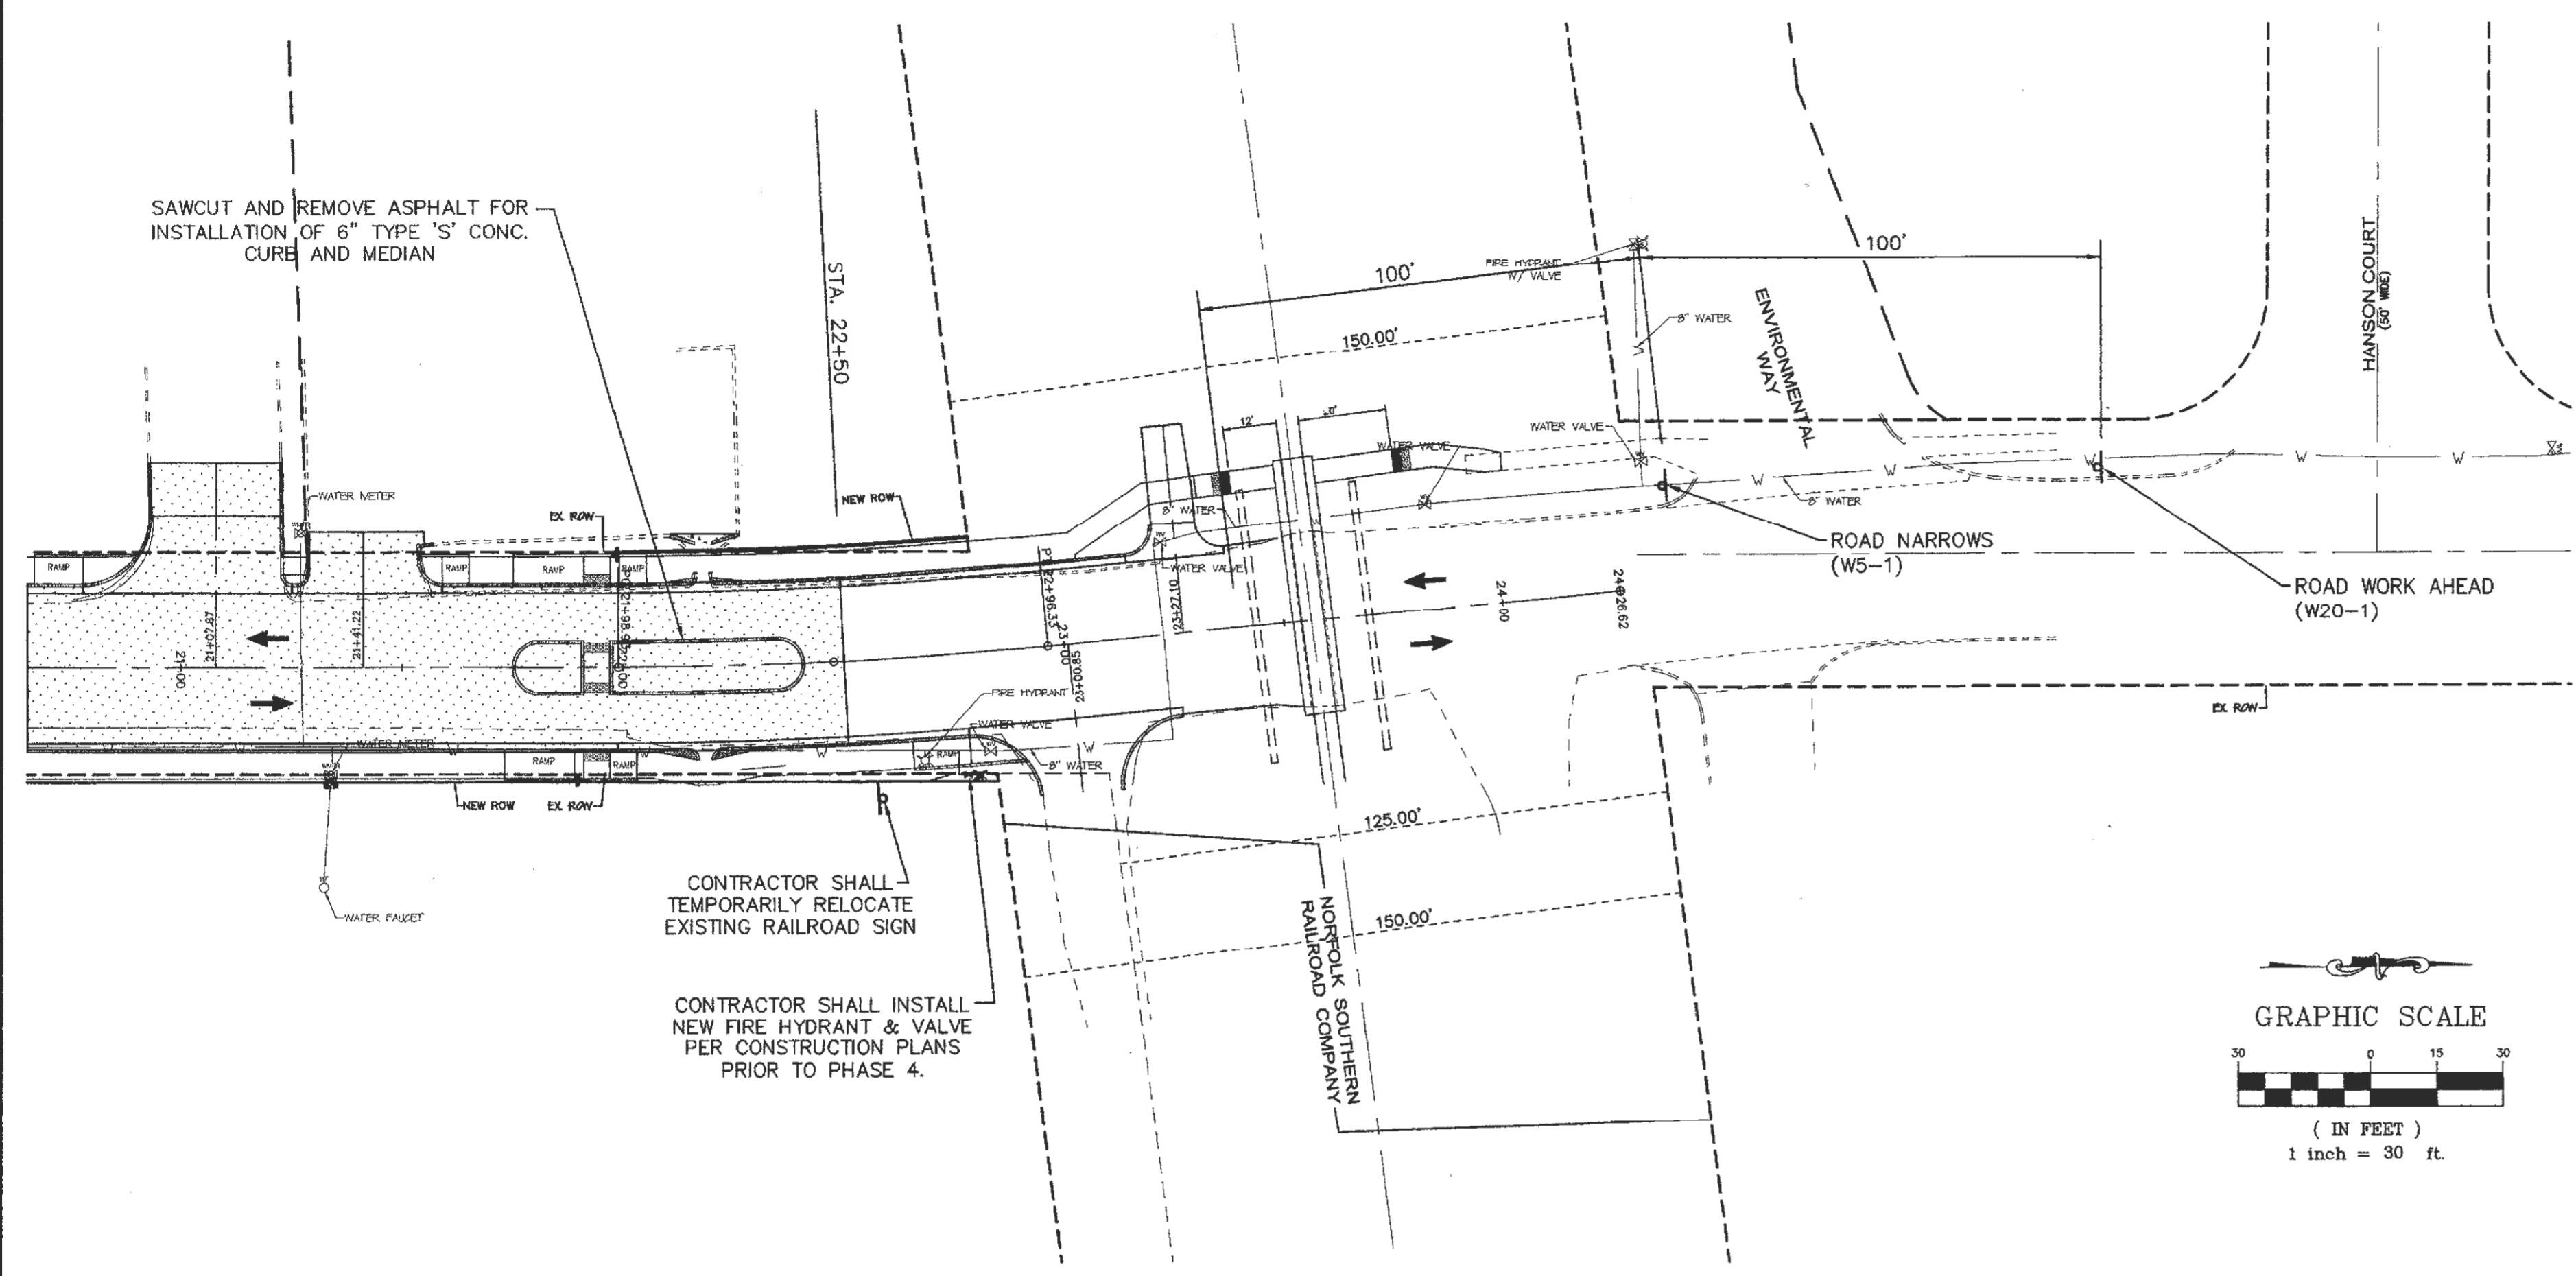 SAWCUT AND REMOVE ASPHALT FOR
INSTALLATION OF 6" TYPE 'S' CONC.
CURB AND MEDIAN
STA. 22+50
100'
100'
FIRE HYDRANT
W/ VALVE
150.00'
8" WATER
ENVIRONMENTAL
WAY
HANSON COURT
(50' WIDE)
12'
WATER VALVE
WATER VALVE
WATER METER
EX ROW
NEW ROW
8" WATER
WATER VALVE
W
W
W
W
W
8" WATER
ROAD NARROWS
(W5-1)
ROAD WORK AHEAD
(W20-1)
RAMP
RAMP
RAMP
RAMP
21+00
21+07.87
21+41.22
PT 22+96.33
23+00
23+00.85
23+27.10
24+00
24+26.62
FIRE HYDRANT
WATER VALVE
WATER METER
W
W
W
W
RAMP
RAMP
RAMP
8" WATER
NEW ROW
EX ROW
EX ROW
WATER FAUCET
CONTRACTOR SHALL
TEMPORARILY RELOCATE
EXISTING RAILROAD SIGN
CONTRACTOR SHALL INSTALL
NEW FIRE HYDRANT & VALVE
PER CONSTRUCTION PLANS
PRIOR TO PHASE 4.
125.00'
150.00'
NORFOLK SOUTHERN
RAILROAD COMPANY
GRAPHIC SCALE
30 0 15 30
( IN FEET )
1 inch = 30 ft.